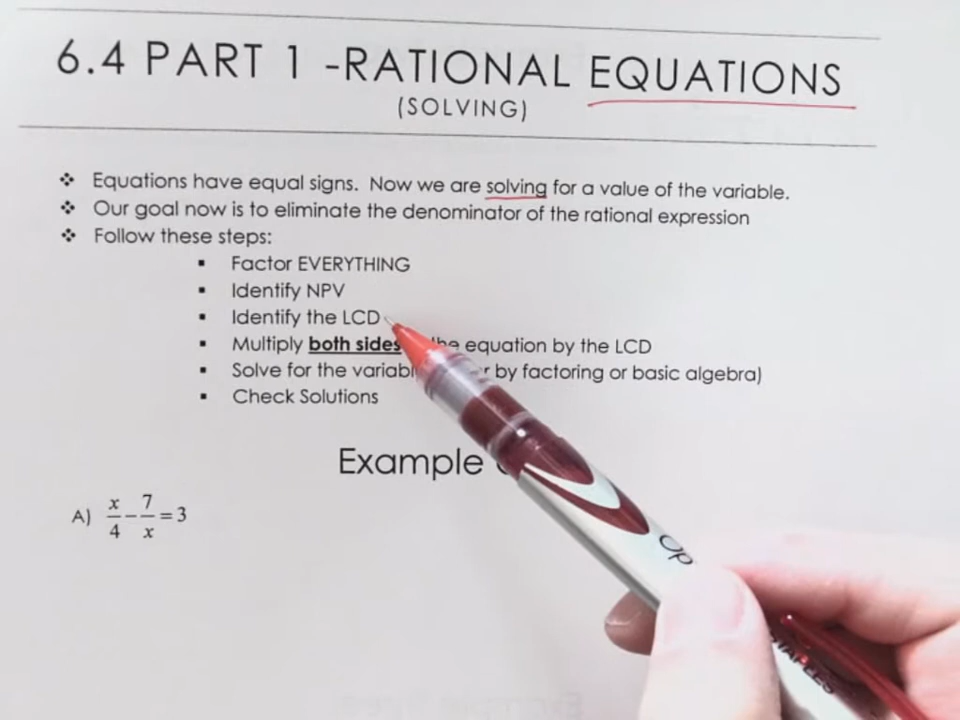 6.4 PART 1 -RATIONAL EQUATIONS
(SOLVING)
❖ Equations have equal signs. Now we are solving for a value of the variable.
❖ Our goal now is to eliminate the denominator of the rational expression
❖ Follow these steps:
▪ Factor EVERYTHING
▪ Identify NPV
▪ Identify the LCD
▪ Multiply both sides the equation by the LCD
▪ Solve for the by factoring or basic algebra)
▪ Check Solutions
Example
A) x/4 - 7/x = 3
Op
STAPLES